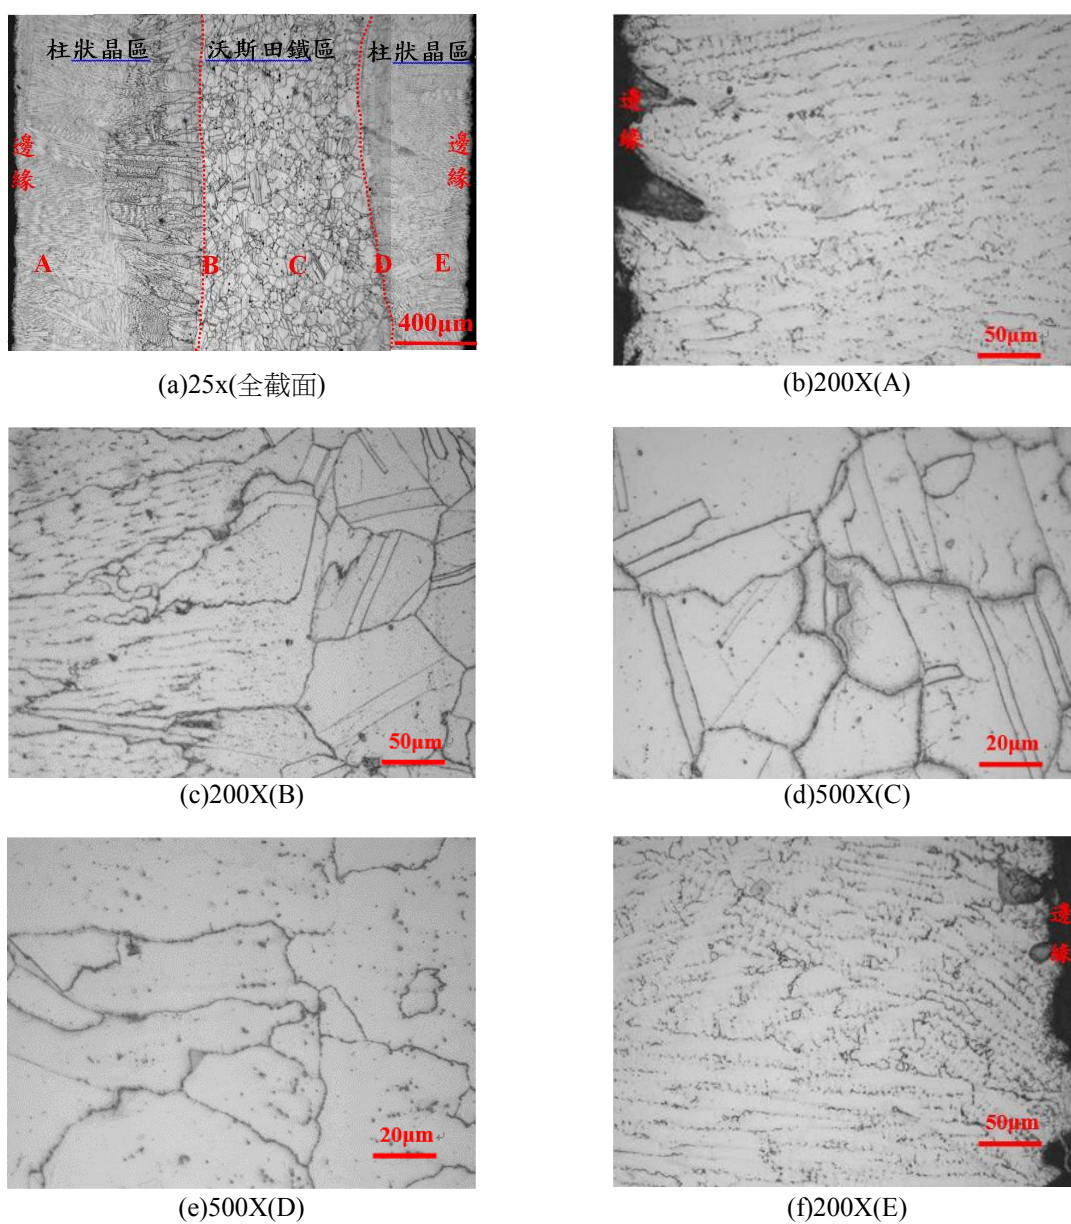 柱狀晶區 沃斯田鐵區 柱狀晶區
邊緣
邊緣
A B C D E
400μm
(a)25x(全截面)
邊緣
50μm
(b)200X(A)
50μm
(c)200X(B)
20μm
(d)500X(C)
20μm
(e)500X(D)
邊緣
50μm
(f)200X(E)